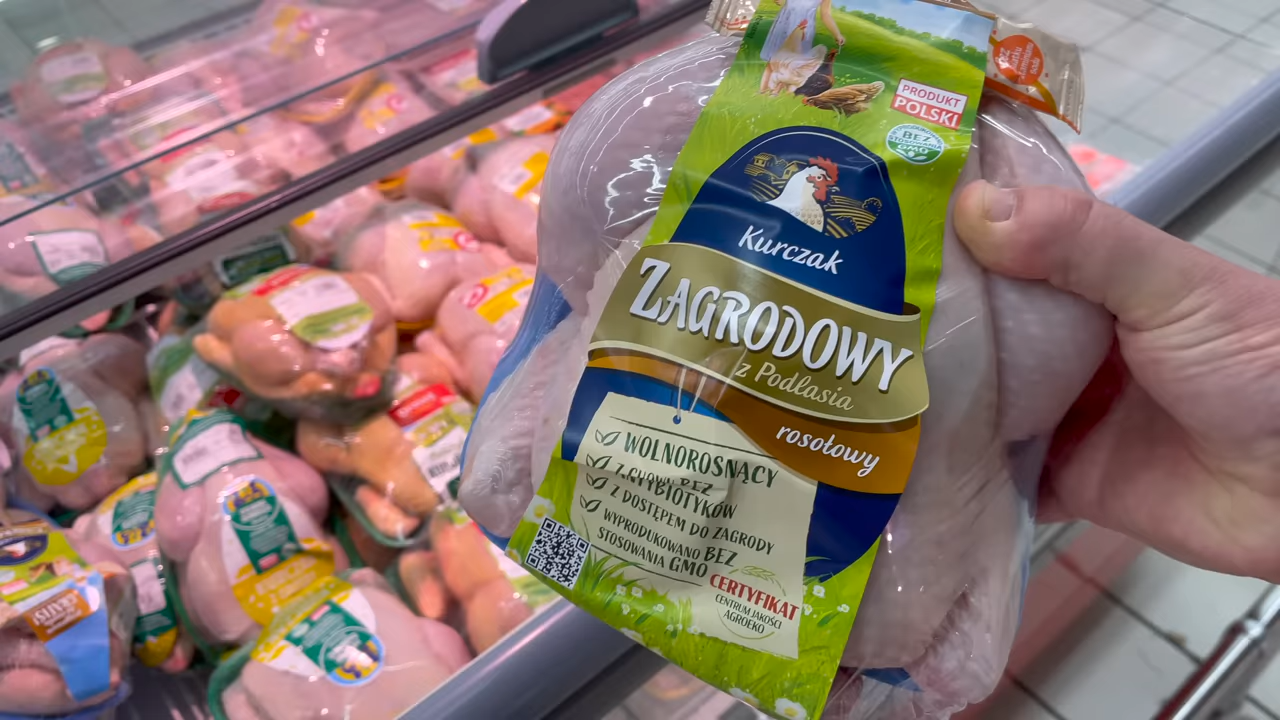 PRODUKT
POLSKI
BEZ
GMO
Kurczak
ZAGRODOWY
z Podlasia
rosołowy
WOLNOROSNĄCY
Z CHOWU BEZ
ANTYBIOTYKÓW
Z DOSTĘPEM DO ZAGRODY
WYPRODUKOWANO BEZ
STOSOWANIA GMO
CERTYFIKAT
CENTRUM JAKOŚCI
AGROEKO